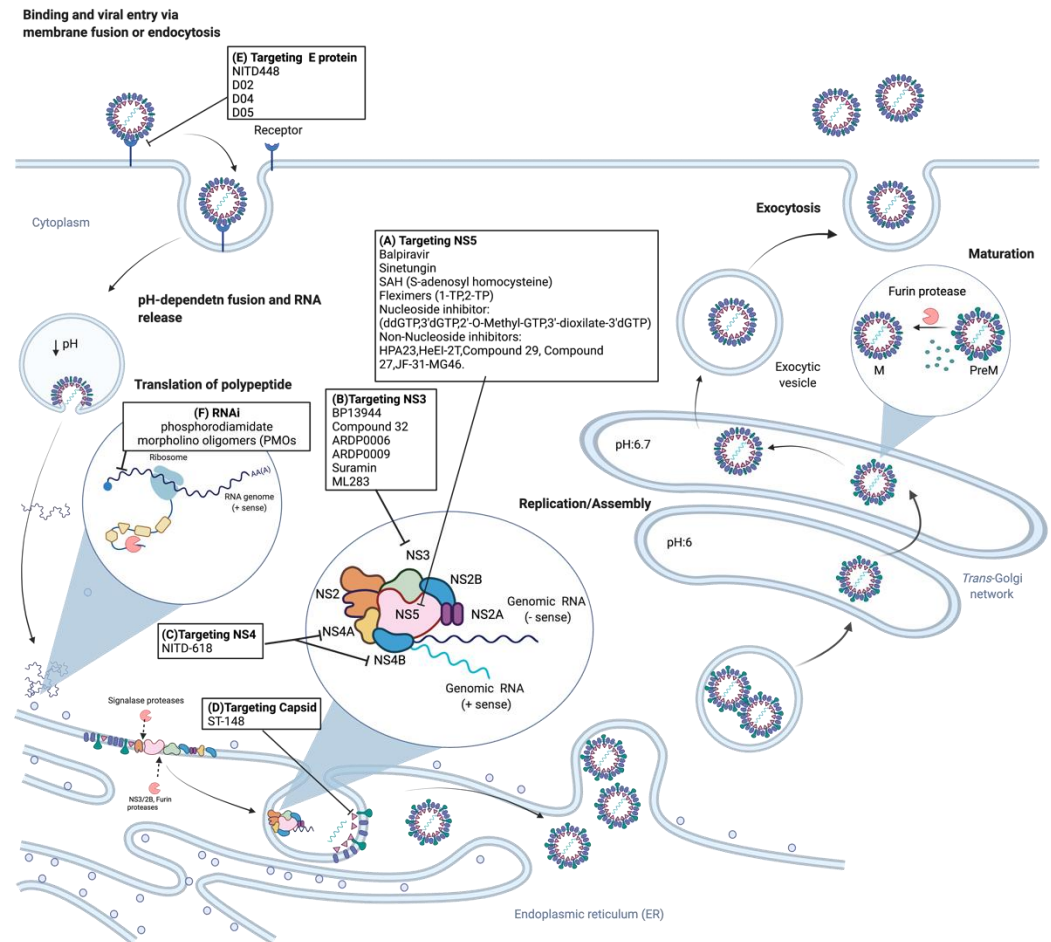 Binding and viral entry via
membrane fusion or endocytosis
(E) Targeting E protein
NITD448
D02
D04
D05
Receptor
Cytoplasm
Exocytosis
Maturation
Furin protease
M
PreM
(A) Targeting NS5
Balpiravir
Sinetungin
SAH (S-adenosyl homocysteine)
Fleximers (1-TP,2-TP)
Nucleoside inhibitor:
(ddGTP,3'dGTP,2'-O-Methyl-GTP,3'-dioxilate-3'dGTP)
Non-Nucleoside inhibitors:
HPA23,HeEI-2T,Compound 29, Compound
27,JF-31-MG46.
pH-dependetn fusion and RNA
release
↓ pH
Exocytic
vesicle
Translation of polypeptide
(F) RNAi
phosphorodiamidate
morpholino oligomers (PMOs
Ribosome
AA(A)
RNA genome
(+ sense)
(B)Targeting NS3
BP13944
Compound 32
ARDP0006
ARDP0009
Suramin
ML283
pH:6.7
Replication/Assembly
pH:6
Trans-Golgi
network
NS3
NS2B
NS2
NS5
NS2A
NS4A
NS4B
Genomic RNA
(- sense)
Genomic RNA
(+ sense)
(C)Targeting NS4
NITD-618
(D)Targeting Capsid
ST-148
Signalase proteases
NS3/2B, Furin
proteases
Endoplasmic reticulum (ER)